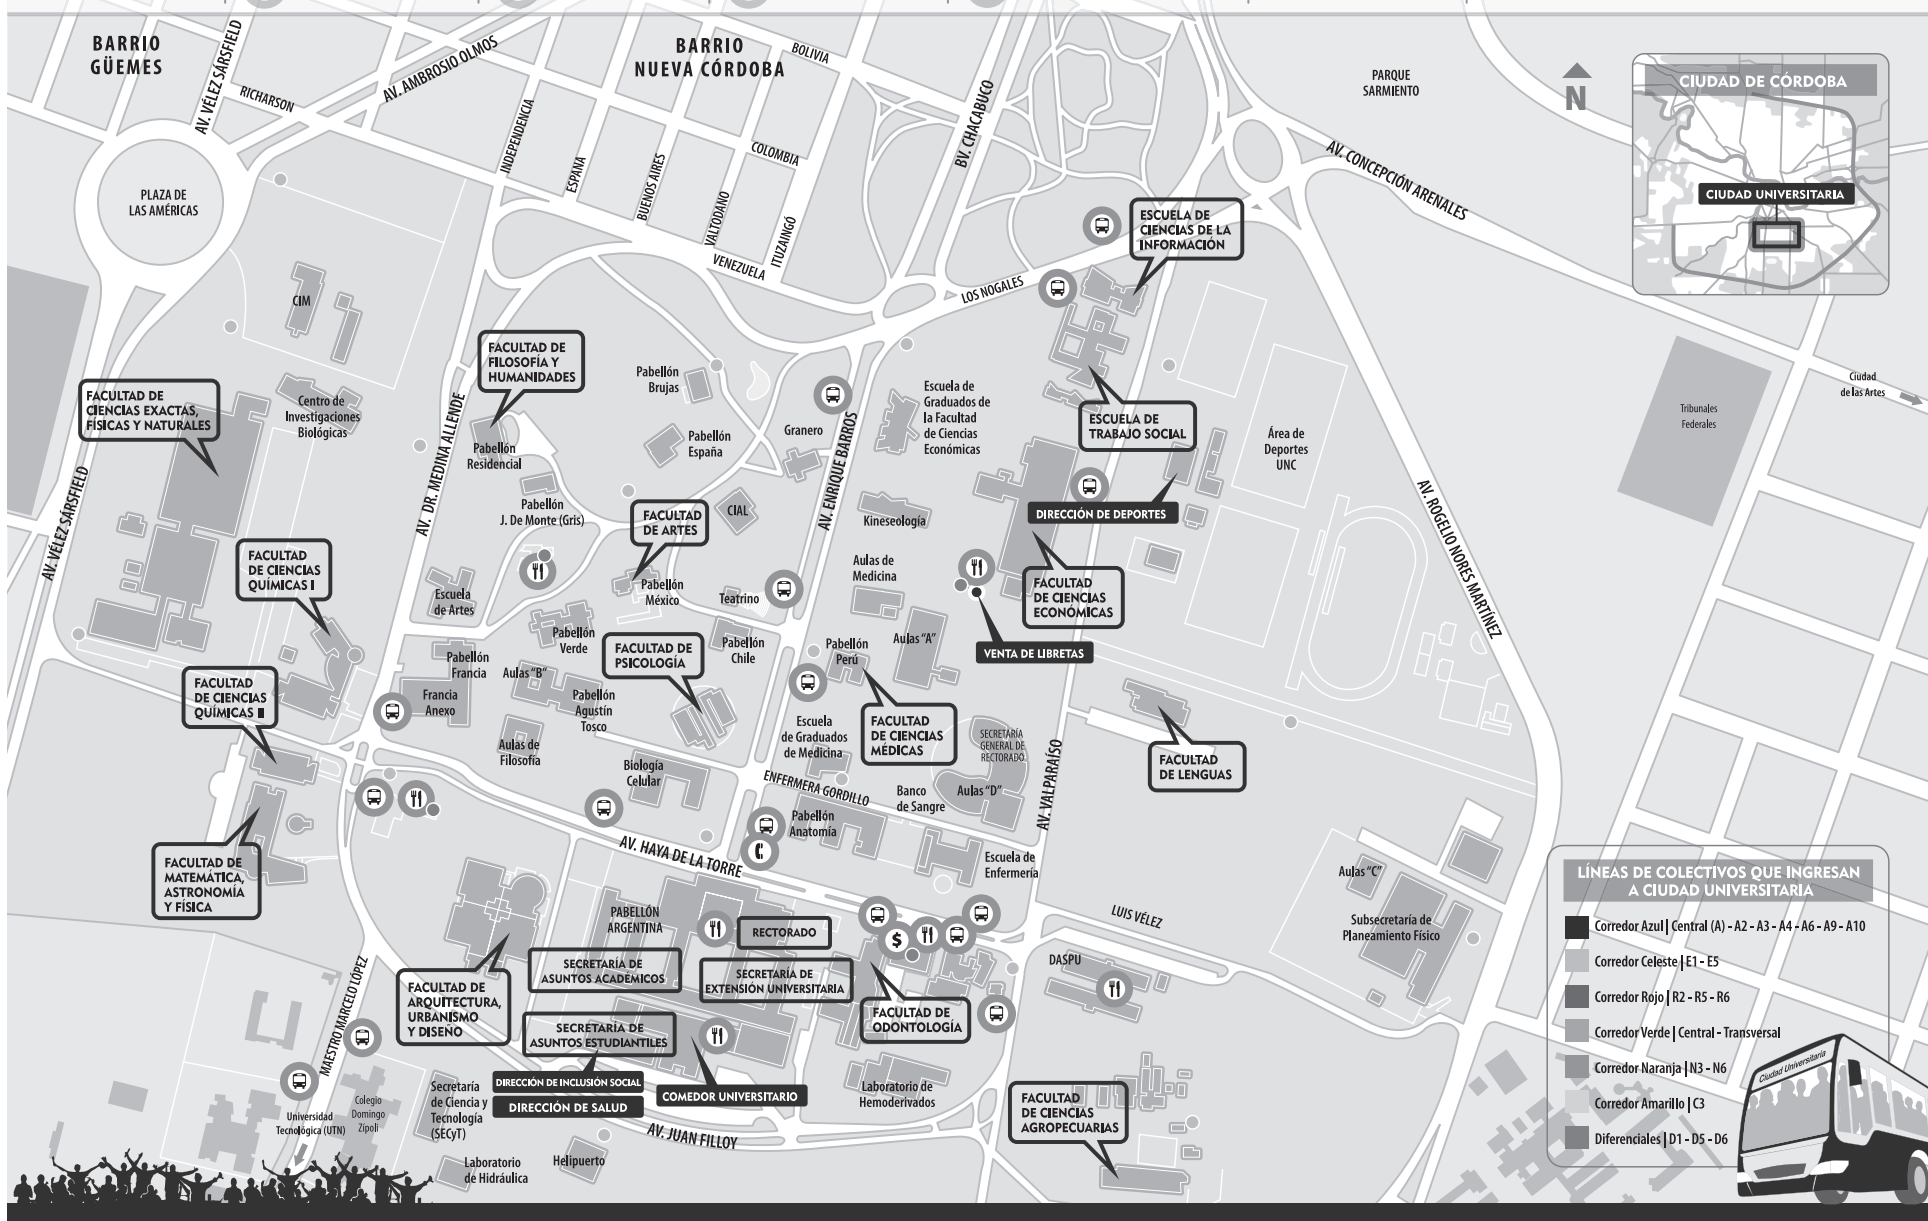 BARRIO
GÜEMES
AV. VÉLEZ SÁRSFIELD
RICHARSON
AV. AMBROSIO OLMOS
BARRIO
NUEVA CÓRDOBA
BOLIVIA
INDEPENDENCIA
ESPANA
BUENOS AIRES
COLOMBIA
VALTODANO
ITUZAINGÓ
VENEZUELA
BV. CHACABUCO
PARQUE
SARMIENTO
N
CIUDAD DE CÓRDOBA
CIUDAD UNIVERSITARIA
AV. CONCEPCIÓN ARENALES
PLAZA DE
LAS AMÉRICAS
ESCUELA DE
CIENCIAS DE LA
INFORMACIÓN
LOS NOGALES
CIM
FACULTAD DE
FILOSOFÍA Y
HUMANIDADES
Pabellón
Brujas
FACULTAD DE
CIENCIAS EXACTAS,
FÍSICAS Y NATURALES
Centro de
Investigaciones
Biológicas
AV. DR. MEDINA ALLENDE
Pabellón
Residencial
Pabellón
España
Granero
AV. ENRIQUE BARROS
Escuela de
Graduados de
la Facultad
de Ciencias
Económicas
ESCUELA DE
TRABAJO SOCIAL
Área de
Deportes
UNC
Tribunales
Federales
Ciudad
de las Artes
AV. VÉLEZ SÁRSFIELD
Pabellón
J. De Monte (Gris)
FACULTAD
DE ARTES
CIAL
Kineseología
DIRECCIÓN DE DEPORTES
AV. ROGELIO NORES MARTÍNEZ
FACULTAD
DE CIENCIAS
QUÍMICAS I
Escuela
de Artes
Pabellón
México
Teatrino
Aulas de
Medicina
FACULTAD
DE CIENCIAS
ECONÓMICAS
Pabellón
Verde
FACULTAD DE
PSICOLOGÍA
Pabellón
Chile
Pabellón
Perú
Aulas "A"
VENTA DE LIBRETAS
Pabellón
Francia
Aulas "B"
FACULTAD
DE CIENCIAS
QUÍMICAS II
Francia
Anexo
Pabellón
Agustín
Tosco
Escuela
de Graduados
de Medicina
FACULTAD
DE CIENCIAS
MÉDICAS
SECRETARÍA
GENERAL DE
RECTORADO
FACULTAD
DE LENGUAS
Aulas de
Filosofía
Biología
Celular
ENFERMERA GORDILLO
Banco
de Sangre
Aulas "D"
AV. VALPARAÍSO
Pabellón
Anatomía
AV. HAYA DE LA TORRE
Escuela de
Enfermería
FACULTAD DE
MATEMÁTICA,
ASTRONOMÍA
Y FÍSICA
Aulas "C"
PABELLÓN
ARGENTINA
RECTORADO
$
LUIS VÉLEZ
Subsecretaría de
Planeamiento Físico
SECRETARÍA DE
ASUNTOS ACADÉMICOS
SECRETARÍA DE
EXTENSIÓN UNIVERSITARIA
DASPU
FACULTAD DE
ARQUITECTURA,
URBANISMO
Y DISEÑO
MAESTRO MARCELO LÓPEZ
SECRETARÍA DE
ASUNTOS ESTUDIANTILES
FACULTAD DE
ODONTOLOGÍA
DIRECCIÓN DE INCLUSIÓN SOCIAL
DIRECCIÓN DE SALUD
COMEDOR UNIVERSITARIO
Laboratorio de
Hemoderivados
FACULTAD
DE CIENCIAS
AGROPECUARIAS
Universidad
Tecnológica (UTN)
Colegio
Domingo
Zípoli
Secretaría
de Ciencia y
Tecnología
(SECyT)
AV. JUAN FILLOY
Laboratorio
de Hidráulica
Helipuerto
LÍNEAS DE COLECTIVOS QUE INGRESAN
A CIUDAD UNIVERSITARIA
Corredor Azul | Central (A) - A2 - A3 - A4 - A6 - A9 - A10
Corredor Celeste | E1 - E5
Corredor Rojo | R2 - R5 - R6
Corredor Verde | Central - Transversal
Corredor Naranja | N3 - N6
Corredor Amarillo | C3
Diferenciales | D1 - D5 - D6
Ciudad Universitaria